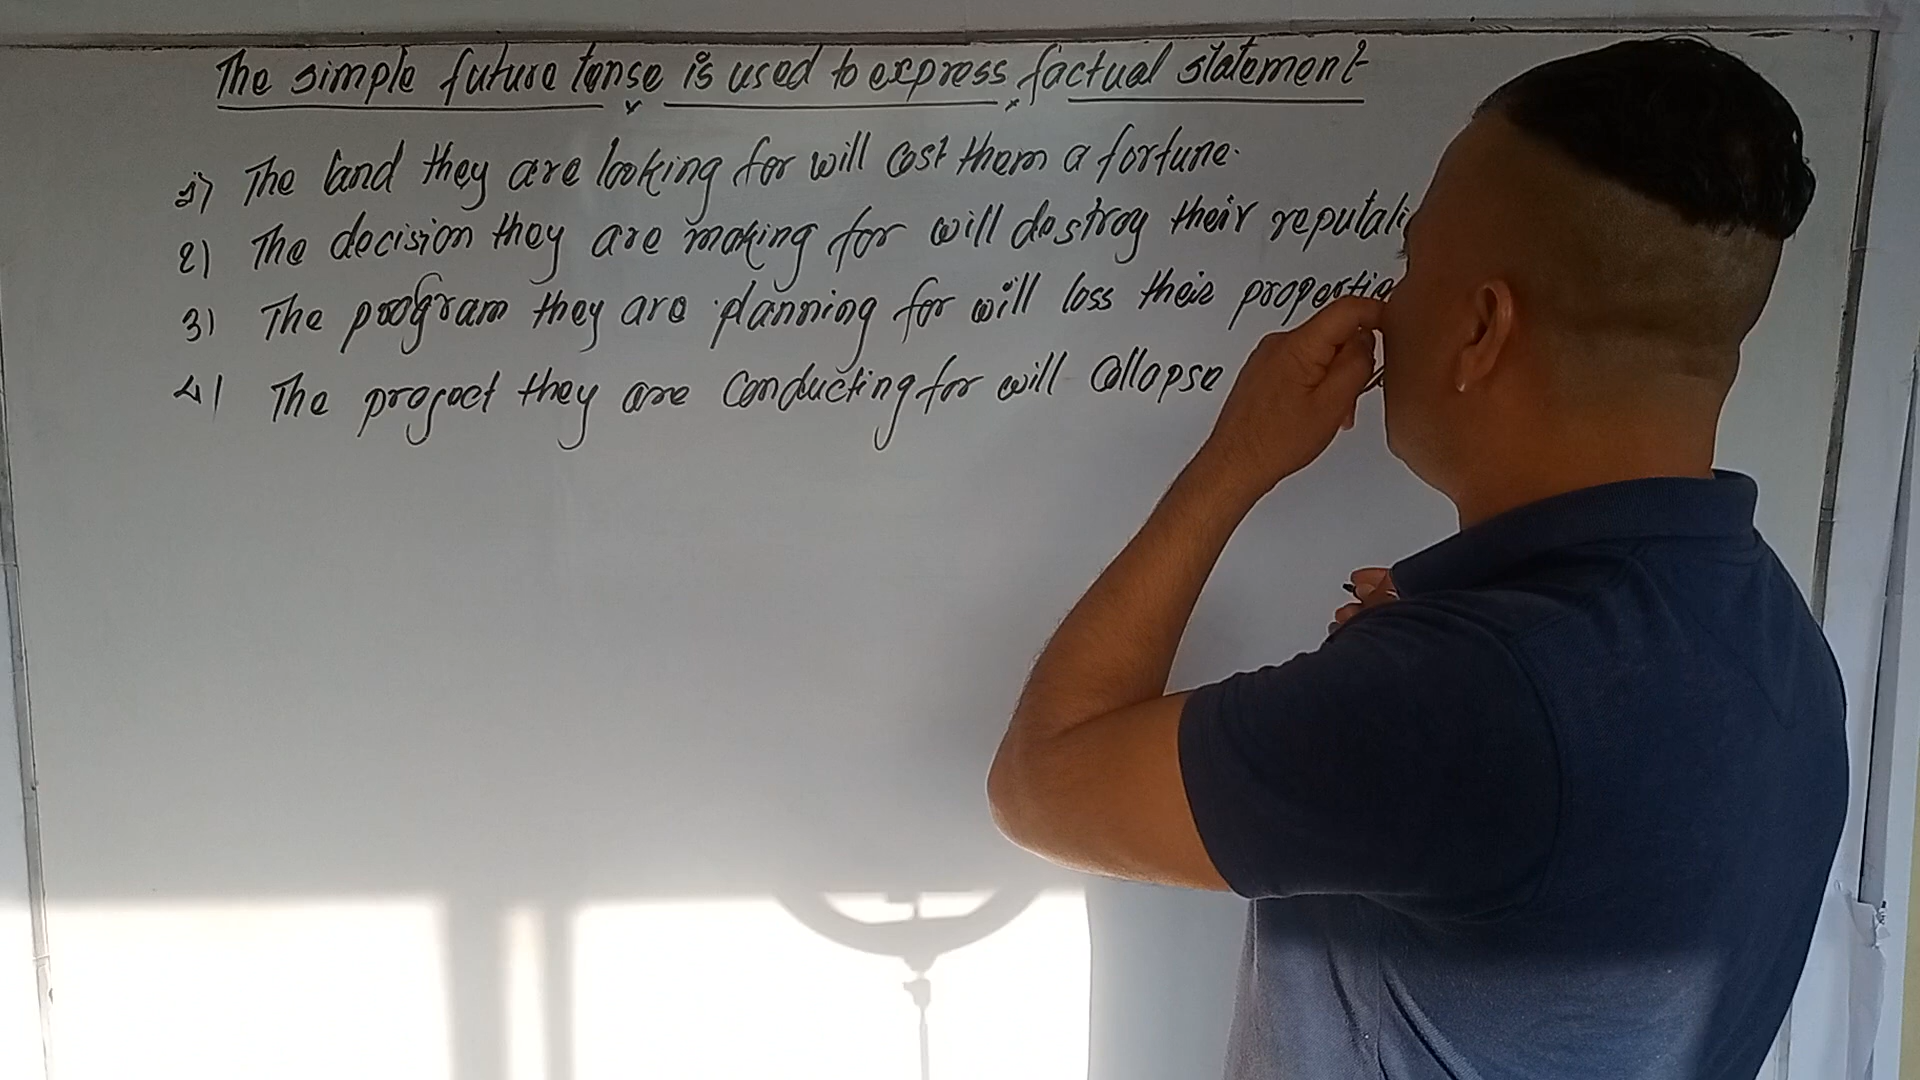 The simple future tense is used to express factual statement
1) The land they are looking for will cost them a fortune.
2) The decision they are making for will destroy their
3) The program they are planning for will loss their
4) The project they are conducting for will collapse